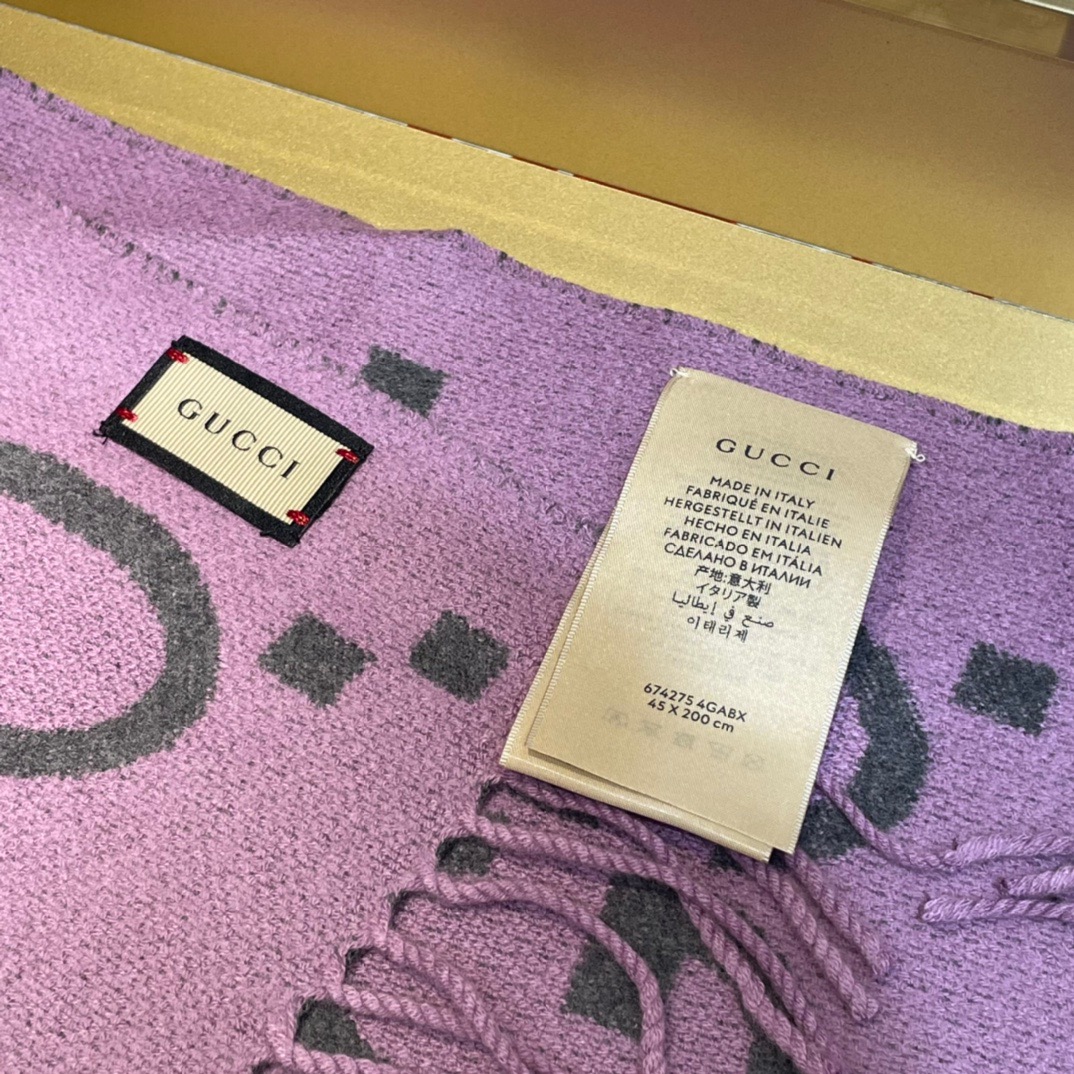 GUCCI
GUCCI
MADE IN ITALY
FABRIQUÉ EN ITALIE
HERGESTELLT IN ITALIEN
HECHO EN ITALIA
FABRICADO EM ITÁLIA
СДЕЛАНО В ИТАЛИИ
产地:意大利
イタリア製
صنع في إيطاليا
이태리제
674275 4GABX
45 X 200 cm